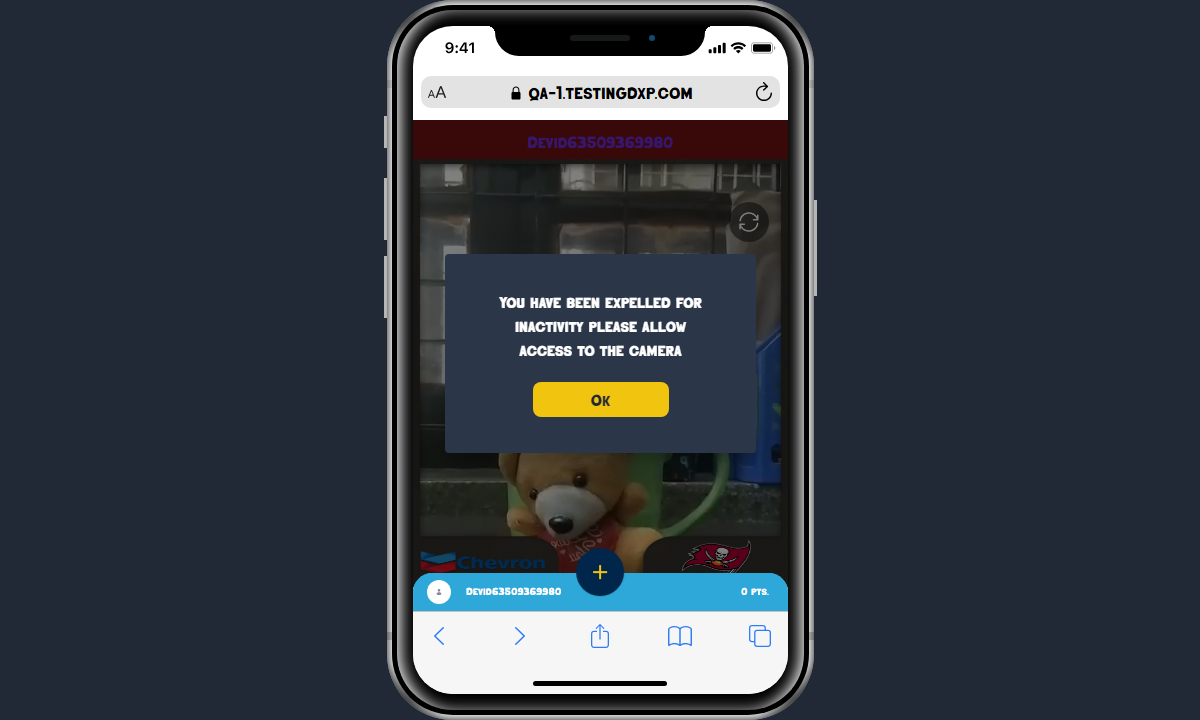 9:41
AA
QA-1.TESTINGDXP.COM
Devid63509369980
You have been expelled for
inactivity please allow
access to the camera
Ok
Chevron
Devid63509369980
0 pts.